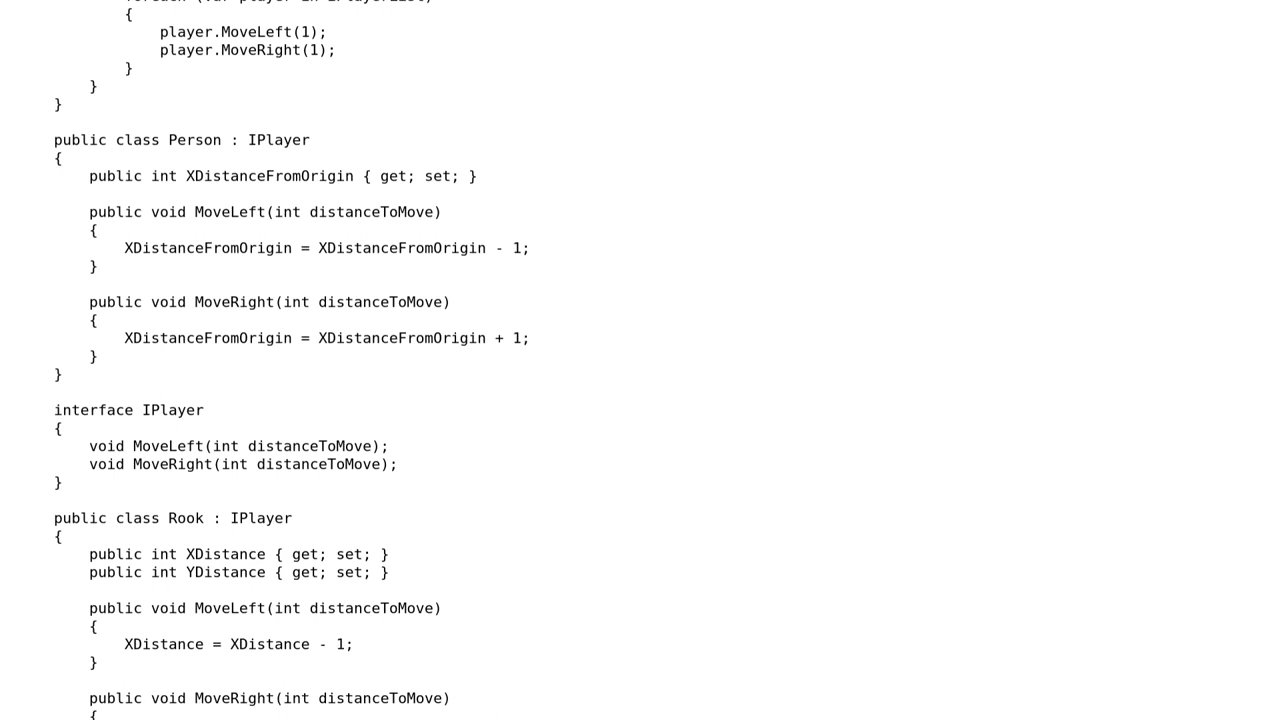 {
player.MoveLeft(1);
player.MoveRight(1);
}
}
}
public class Person : IPlayer
{
public int XDistanceFromOrigin { get; set; }
public void MoveLeft(int distanceToMove)
{
XDistanceFromOrigin = XDistanceFromOrigin - 1;
}
public void MoveRight(int distanceToMove)
{
XDistanceFromOrigin = XDistanceFromOrigin + 1;
}
}
interface IPlayer
{
void MoveLeft(int distanceToMove);
void MoveRight(int distanceToMove);
}
public class Rook : IPlayer
{
public int XDistance { get; set; }
public int YDistance { get; set; }
public void MoveLeft(int distanceToMove)
{
XDistance = XDistance - 1;
}
public void MoveRight(int distanceToMove)
{